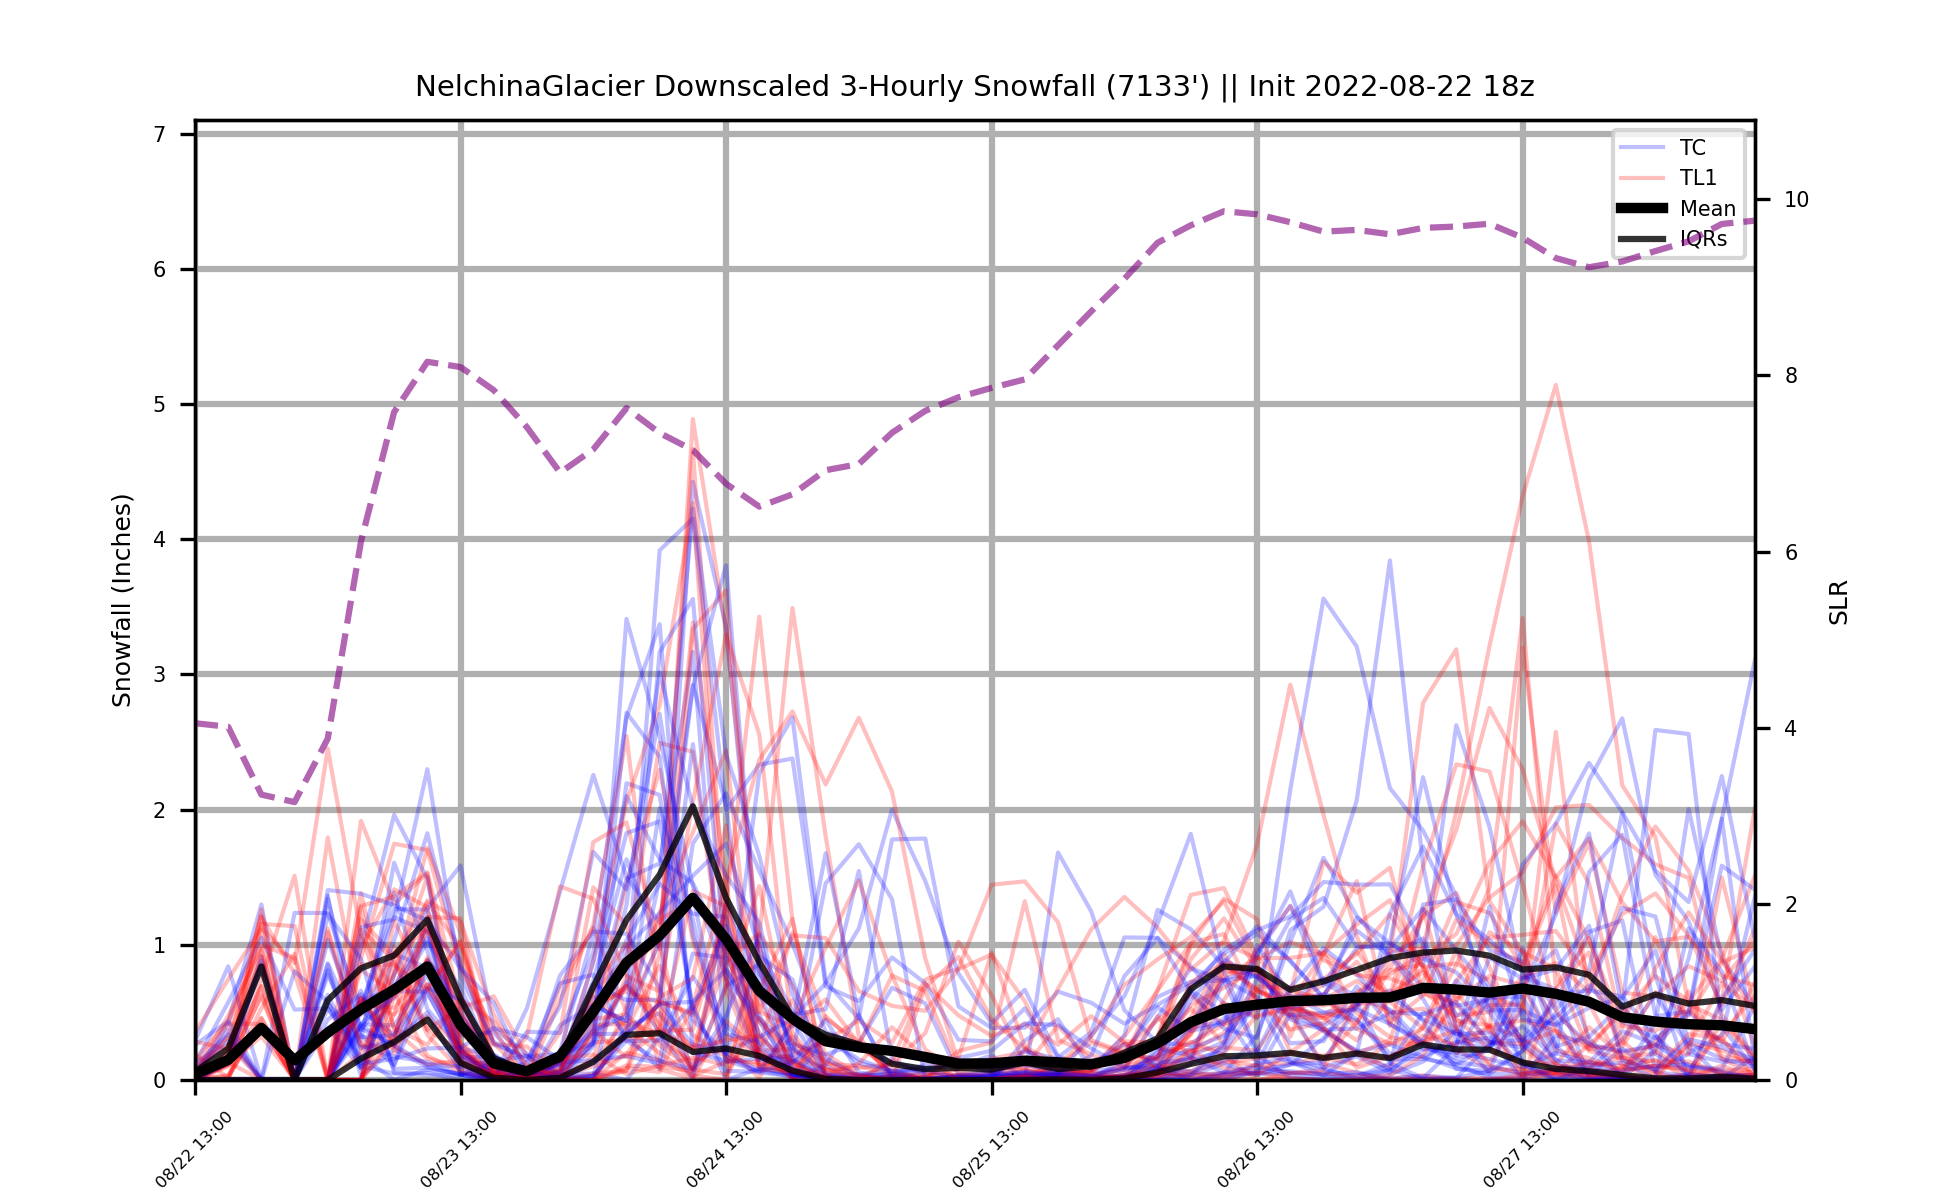 NelchinaGlacier Downscaled 3-Hourly Snowfall (7133') || Init 2022-08-22 18z
TC
TL1
Mean
IQRs
Snowfall (Inches)
7
6
5
4
3
2
1
0
10
8
6
4
2
0
SLR
08/22 13:00
08/23 13:00
08/24 13:00
08/25 13:00
08/26 13:00
08/27 13:00